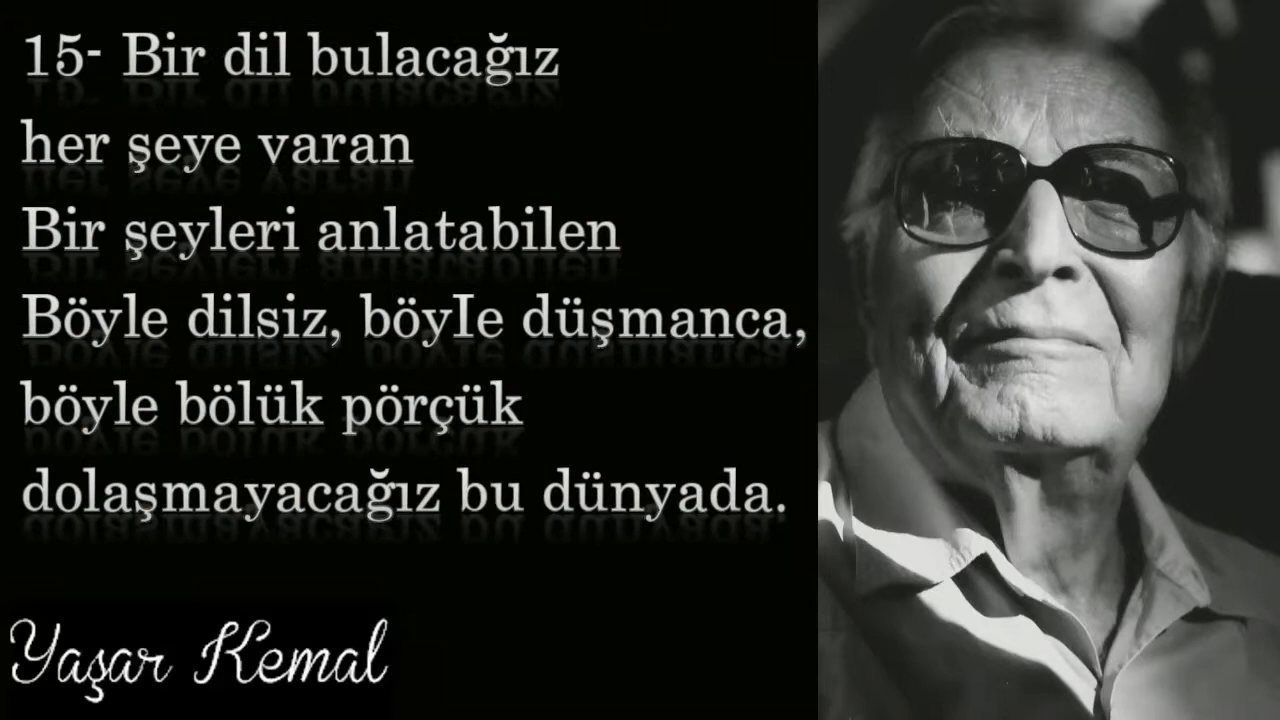 15- Bir dil bulacağız
her şeye varan
Bir şeyleri anlatabilen
Böyle dilsiz, böyIe düşmanca,
böyle bölük pörçük
dolaşmayacağız bu dünyada.
Yaşar Kemal